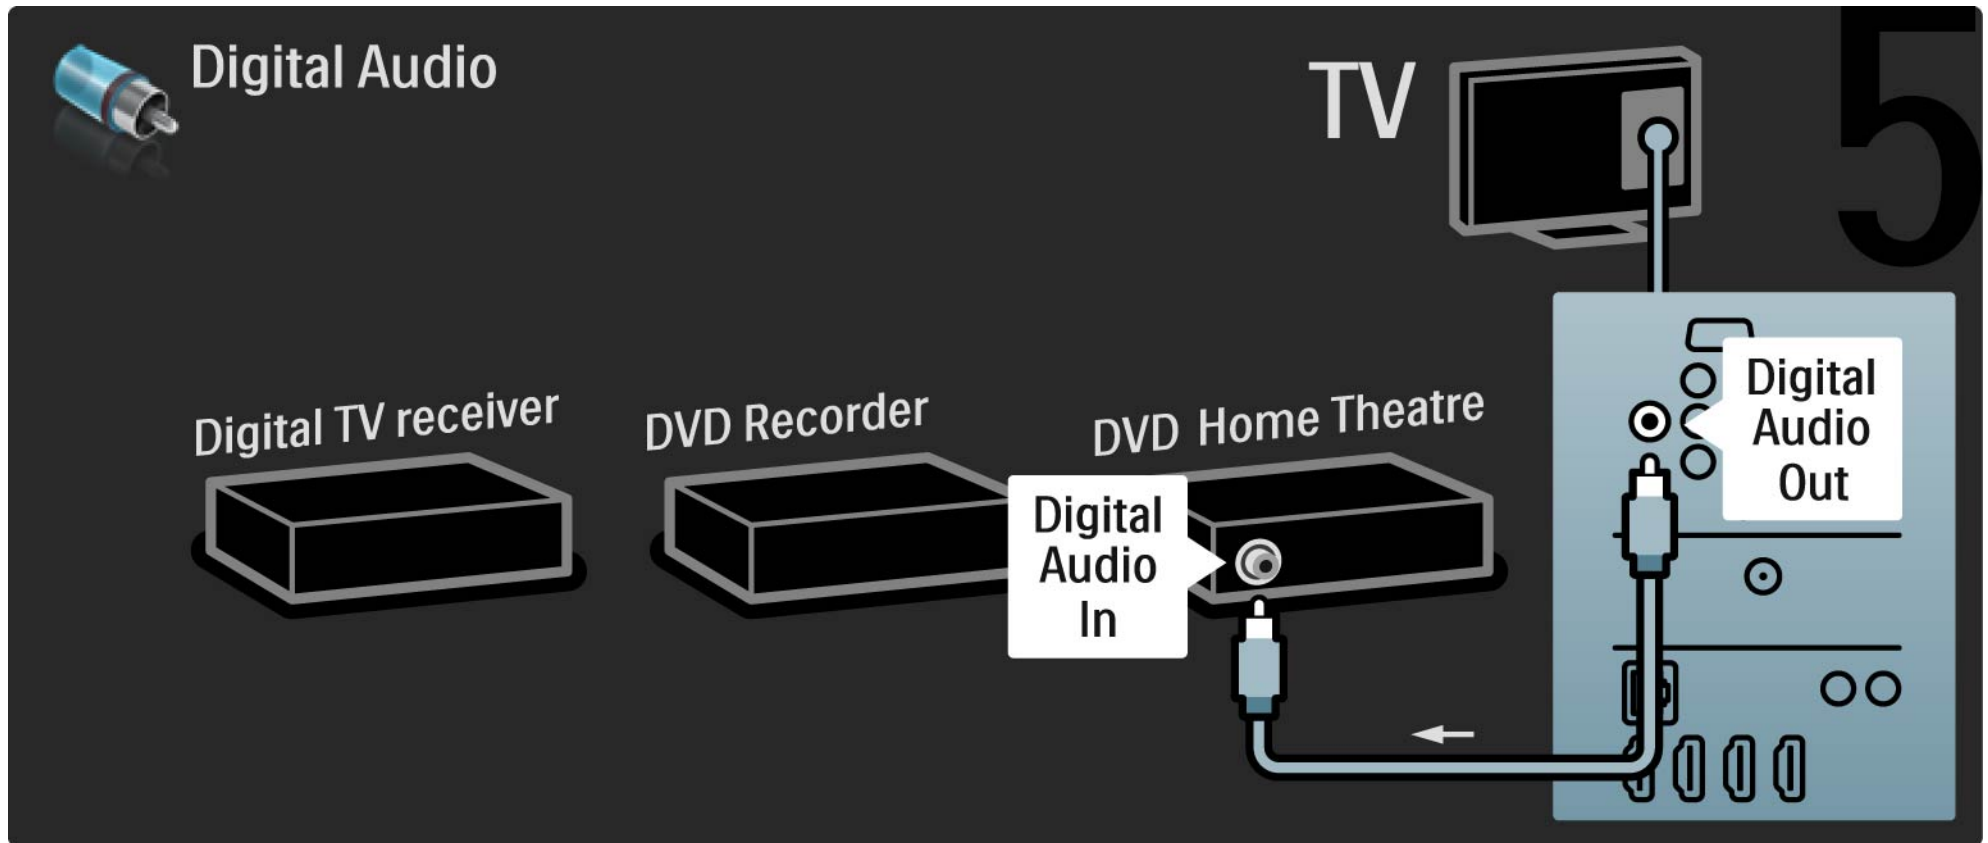 Digital Audio
TV
5
Digital TV receiver
DVD Recorder
DVD Home Theatre
Digital
Audio
In
Digital
Audio
Out